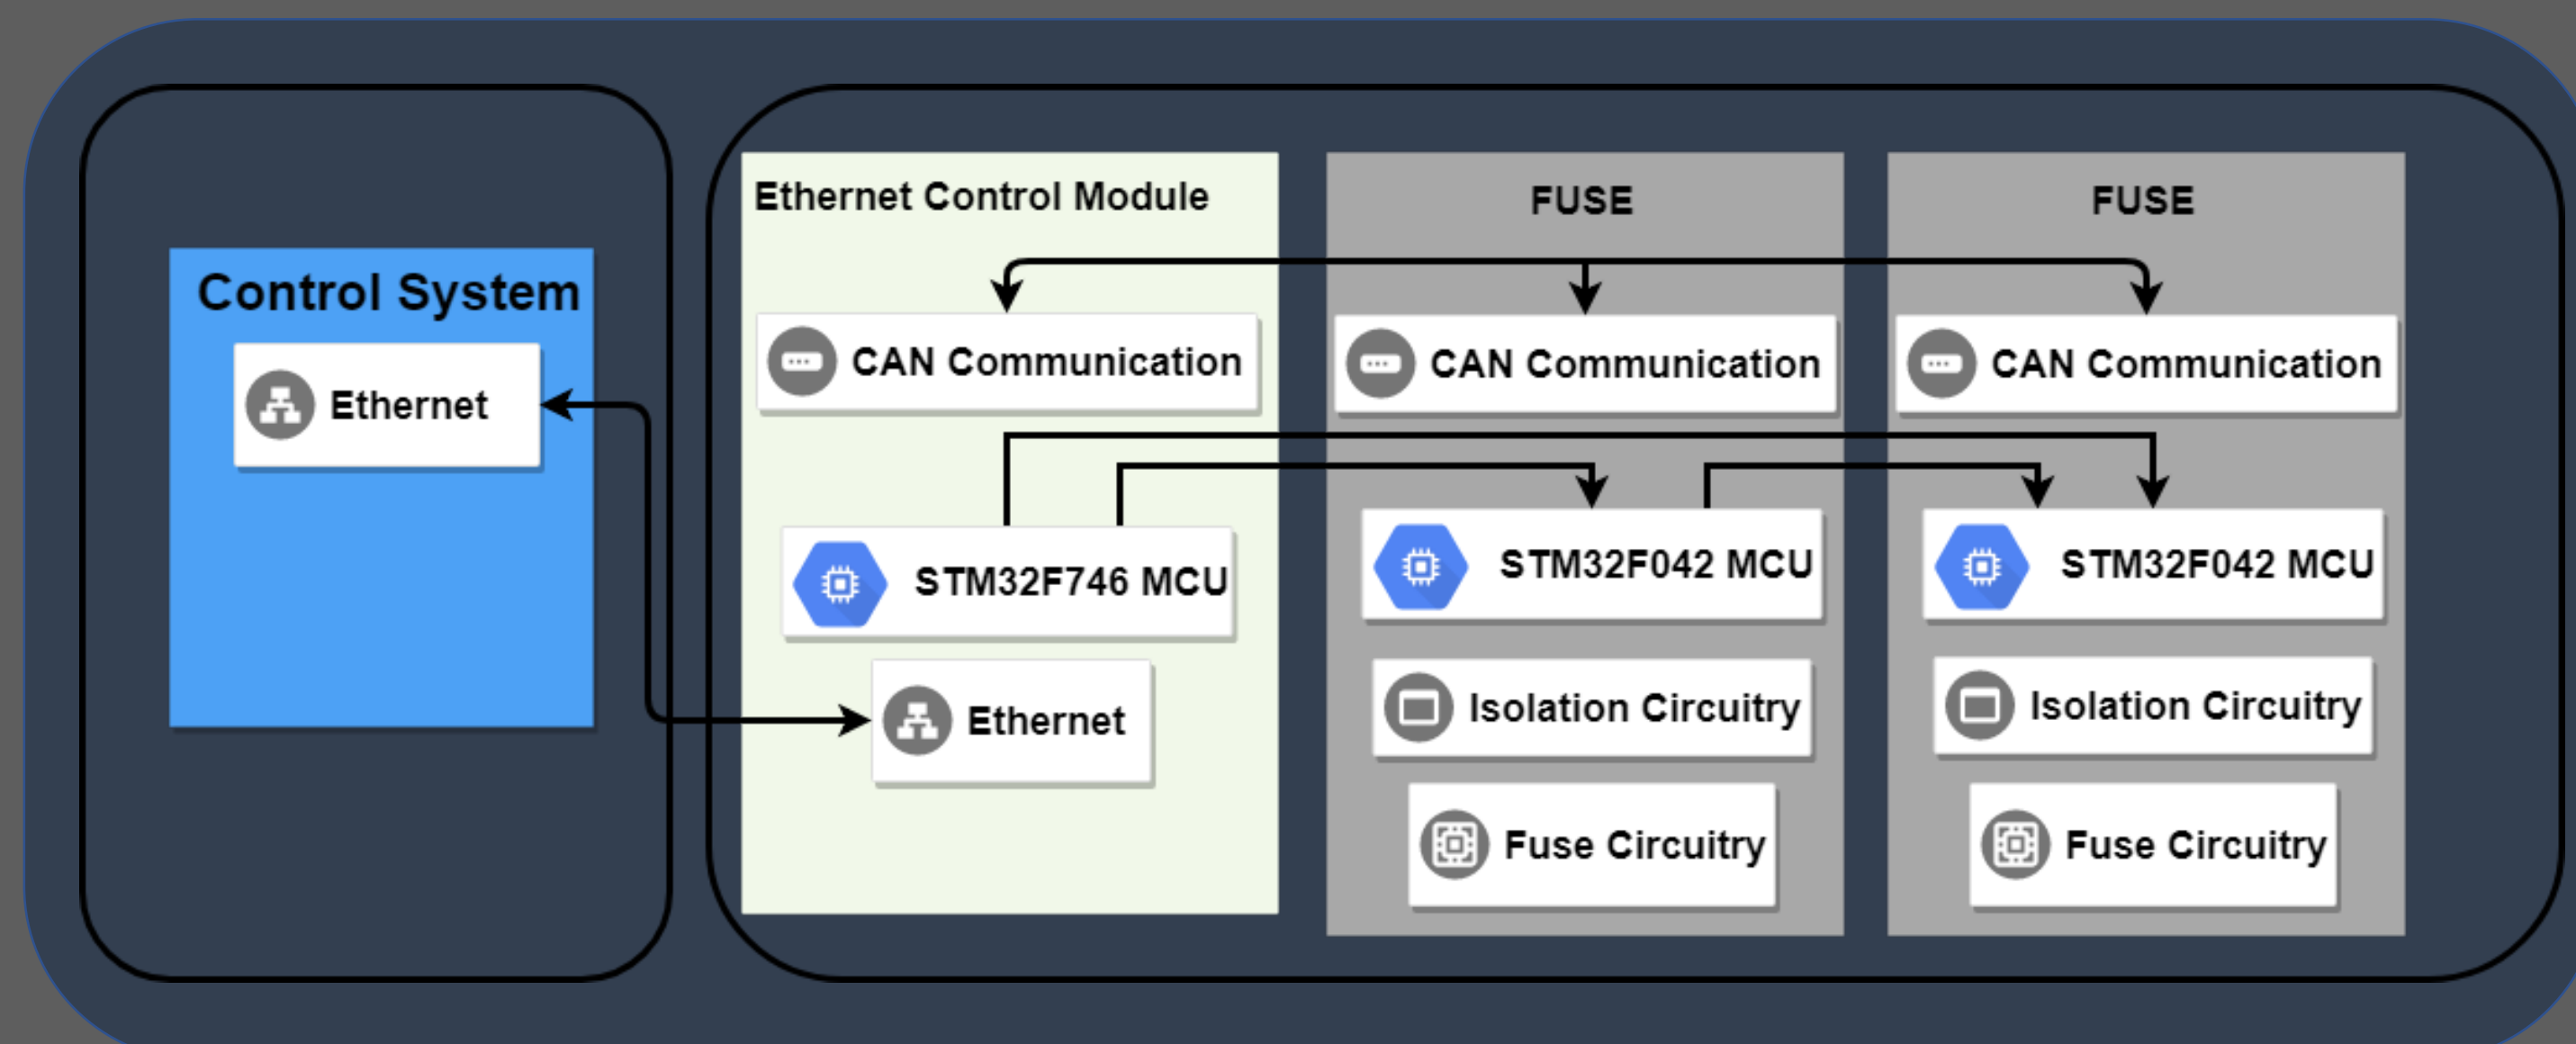 Control System
Ethernet
Ethernet Control Module
CAN Communication
STM32F746 MCU
Ethernet
FUSE
CAN Communication
STM32F042 MCU
Isolation Circuitry
Fuse Circuitry
FUSE
CAN Communication
STM32F042 MCU
Isolation Circuitry
Fuse Circuitry